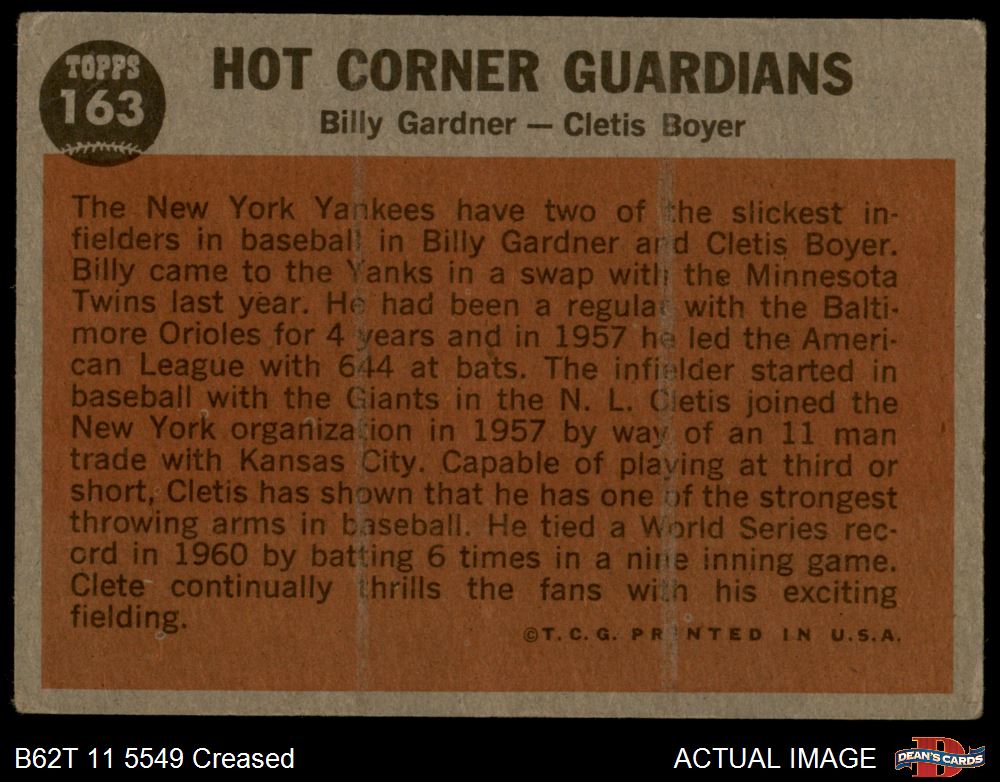 TOPPS
163
HOT CORNER GUARDIANS
Billy Gardner — Cletis Boyer
The New York Yankees have two of the slickest in-
fielders in baseball in Billy Gardner and Cletis Boyer.
Billy came to the Yanks in a swap with the Minnesota
Twins last year. He had been a regular with the Balti-
more Orioles for 4 years and in 1957 he led the Ameri-
can League with 644 at bats. The infielder started in
baseball with the Giants in the N. L. Cletis joined the
New York organization in 1957 by way of an 11 man
trade with Kansas City. Capable of playing at third or
short, Cletis has shown that he has one of the strongest
throwing arms in baseball. He tied a World Series rec-
ord in 1960 by batting 6 times in a nine inning game.
Clete continually thrills the fans with his exciting
fielding.
©T.C.G. PRINTED IN U.S.A.
B62T 11 5549 Creased
ACTUAL IMAGE
D
DEAN'S CARDS